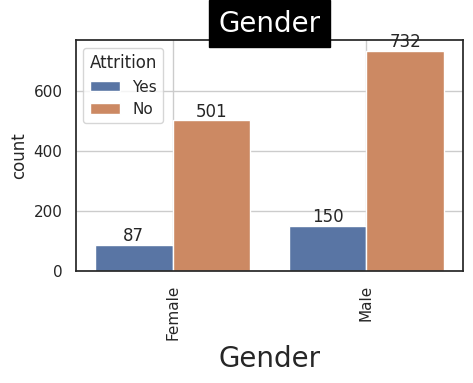 Gender
732
Attrition
Yes
No
600
501
count
400
200
150
87
0
Female
Male
Gender